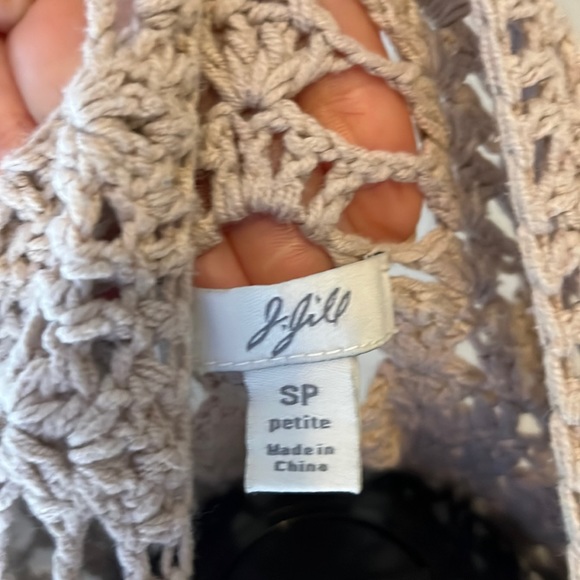 J.Jill
SP
petite
Made in
China